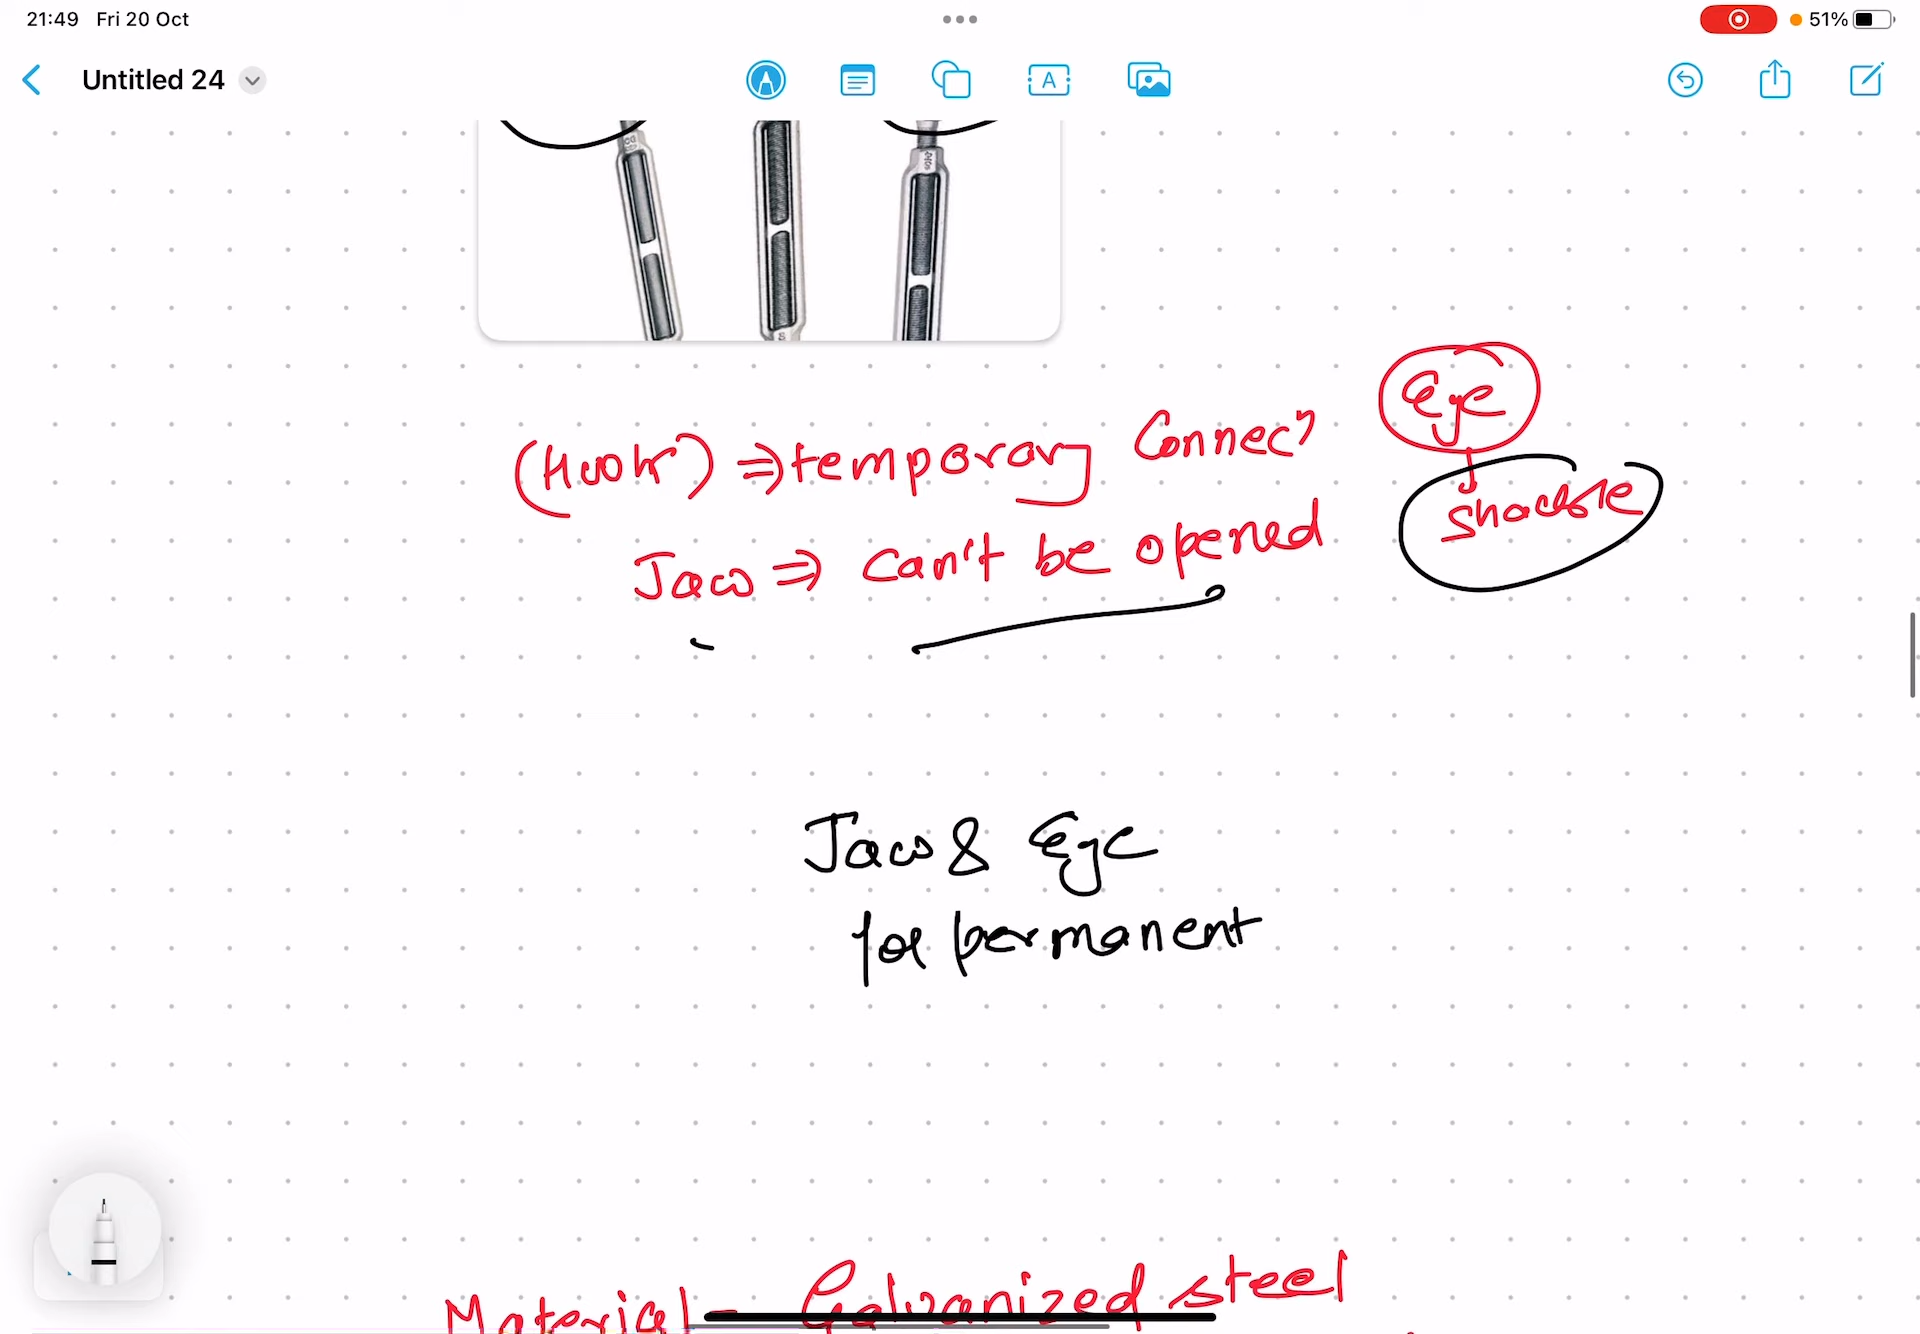 21:49 Fri 20 Oct
51%
Untitled 24
A
Eye
(Hook) ⇒ temporary Connecn
Shackle
Jaw ⇒ Can't be opened
Jaw & Eye
for permanent
Material - Galvanized steel